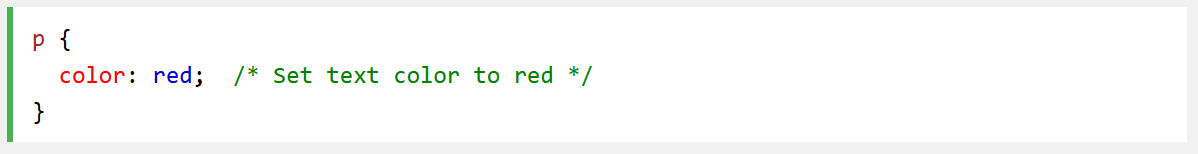 p {
  color: red;  /* Set text color to red */
}